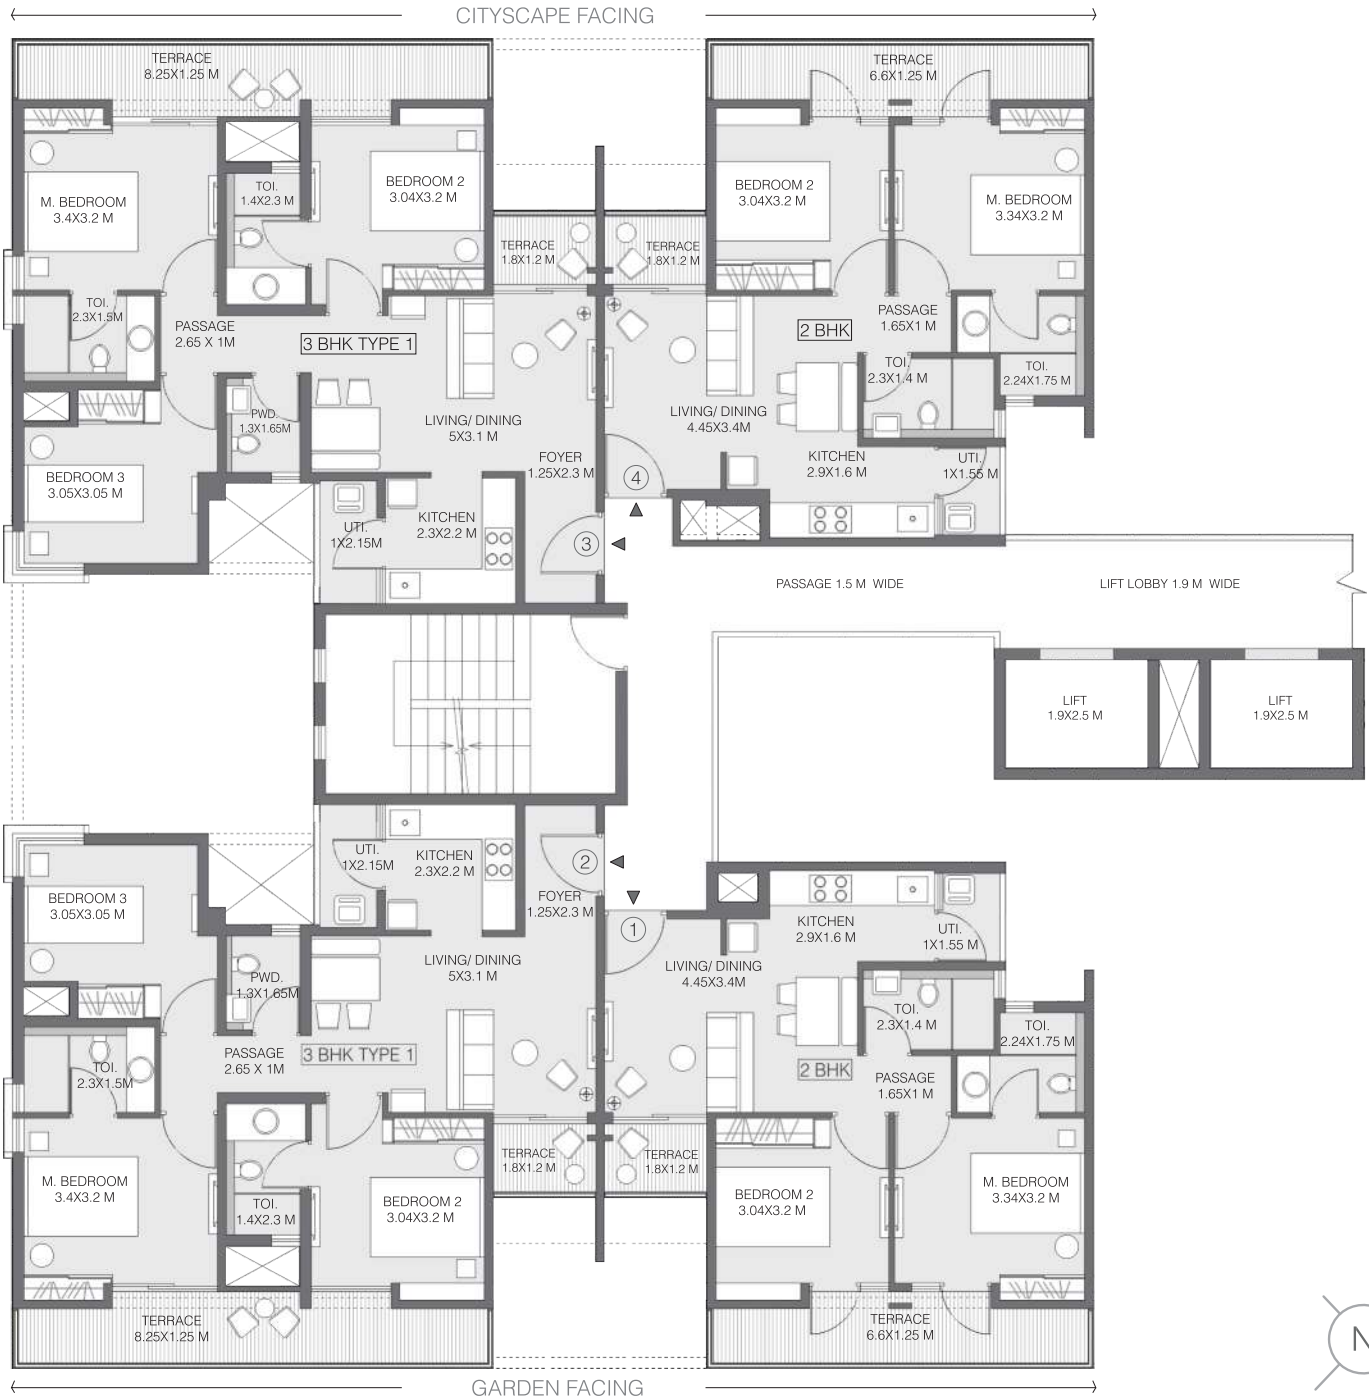 CITYSCAPE FACING
TERRACE
8.25X1.25 M
TERRACE
6.6X1.25 M
M. BEDROOM
3.4X3.2 M
TOI.
1.4X2.3 M
BEDROOM 2
3.04X3.2 M
BEDROOM 2
3.04X3.2 M
M. BEDROOM
3.34X3.2 M
TERRACE
1.8X1.2 M
TERRACE
1.8X1.2 M
TOI.
2.3X1.5M
PASSAGE
2.65 X 1M
3 BHK TYPE 1
2 BHK
PASSAGE
1.65X1 M
TOI.
2.3X1.4 M
TOI.
2.24X1.75 M
PWD.
1.3X1.65M
LIVING/ DINING
5X3.1 M
LIVING/ DINING
4.45X3.4M
BEDROOM 3
3.05X3.05 M
FOYER
1.25X2.3 M
4
KITCHEN
2.9X1.6 M
UTI.
1X1.55 M
UTI.
1X2.15M
KITCHEN
2.3X2.2 M
3
PASSAGE 1.5 M WIDE
LIFT LOBBY 1.9 M WIDE
LIFT
1.9X2.5 M
LIFT
1.9X2.5 M
UTI.
1X2.15M
KITCHEN
2.3X2.2 M
2
BEDROOM 3
3.05X3.05 M
FOYER
1.25X2.3 M
1
KITCHEN
2.9X1.6 M
UTI.
1X1.55 M
PWD.
1.3X1.65M
LIVING/ DINING
5X3.1 M
LIVING/ DINING
4.45X3.4M
TOI.
2.3X1.4 M
TOI.
2.24X1.75 M
TOI.
2.3X1.5M
PASSAGE
2.65 X 1M
3 BHK TYPE 1
2 BHK
PASSAGE
1.65X1 M
TERRACE
1.8X1.2 M
TERRACE
1.8X1.2 M
M. BEDROOM
3.4X3.2 M
TOI.
1.4X2.3 M
BEDROOM 2
3.04X3.2 M
BEDROOM 2
3.04X3.2 M
M. BEDROOM
3.34X3.2 M
TERRACE
8.25X1.25 M
TERRACE
6.6X1.25 M
N
GARDEN FACING